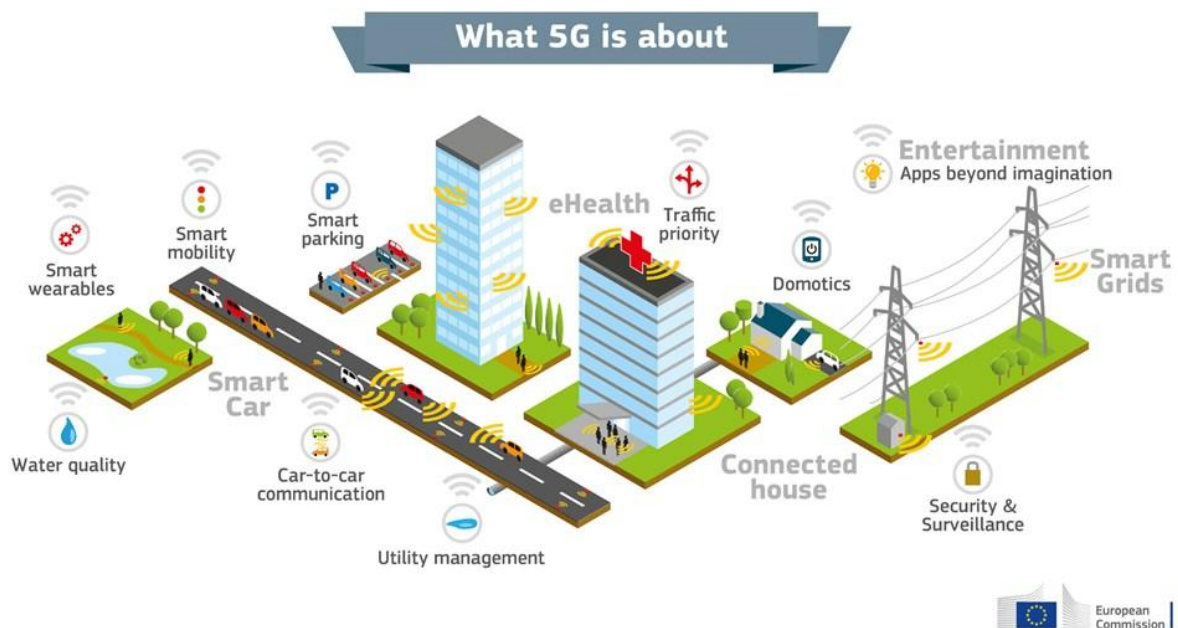 What 5G is about
Entertainment
Apps beyond imagination
eHealth
Traffic
priority
Smart
parking
Smart
mobility
Smart
wearables
Domotics
Smart
Grids
Smart
Car
Water quality
Car-to-car
communication
Connected
house
Security &
Surveillance
Utility management
P
European
Commission